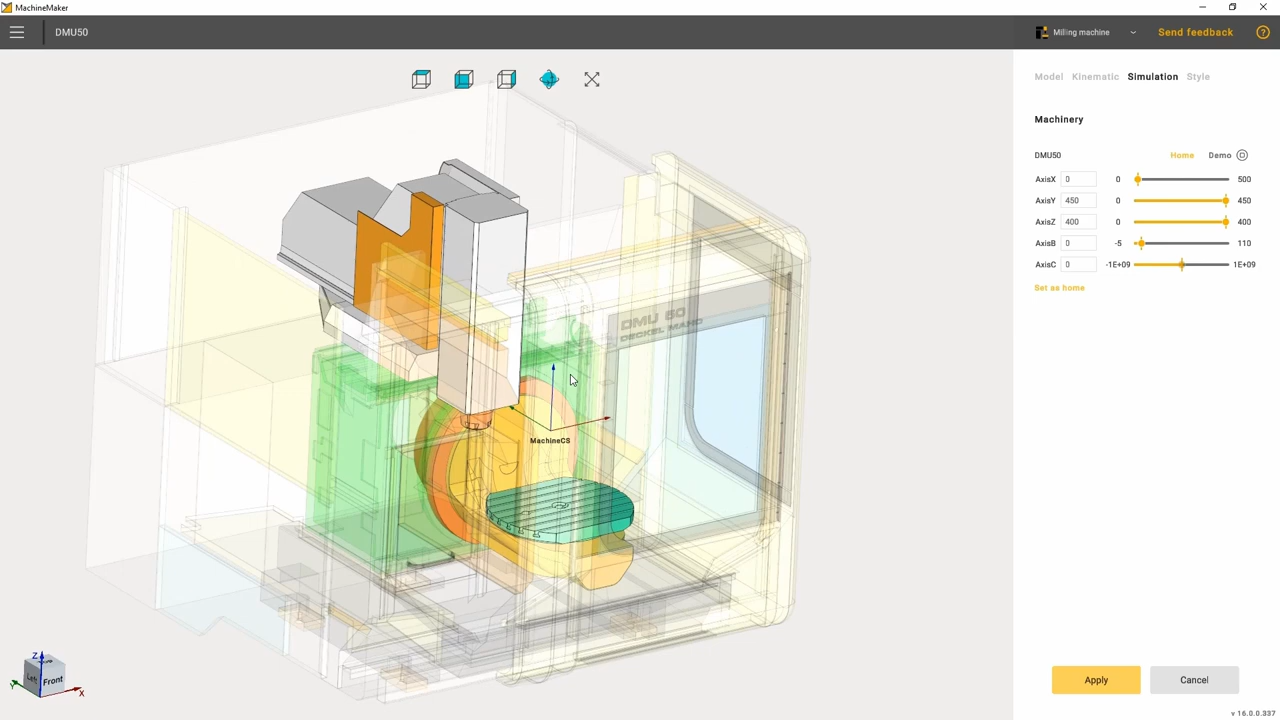 MachineMaker
DMU50
Milling machine
Send feedback
?
Model Kinematic Simulation Style
Machinery
DMU50 Home Demo
AxisX 0 0 500
AxisY 450 0 450
AxisZ 400 0 400
AxisB 0 -5 110
AxisC 0 -1E+09 1E+09
Set as home
DMU 50
DECKEL MAHO
MachineCS
Z
Y
X
Left
Front
Apply Cancel
v 16.0.0.337